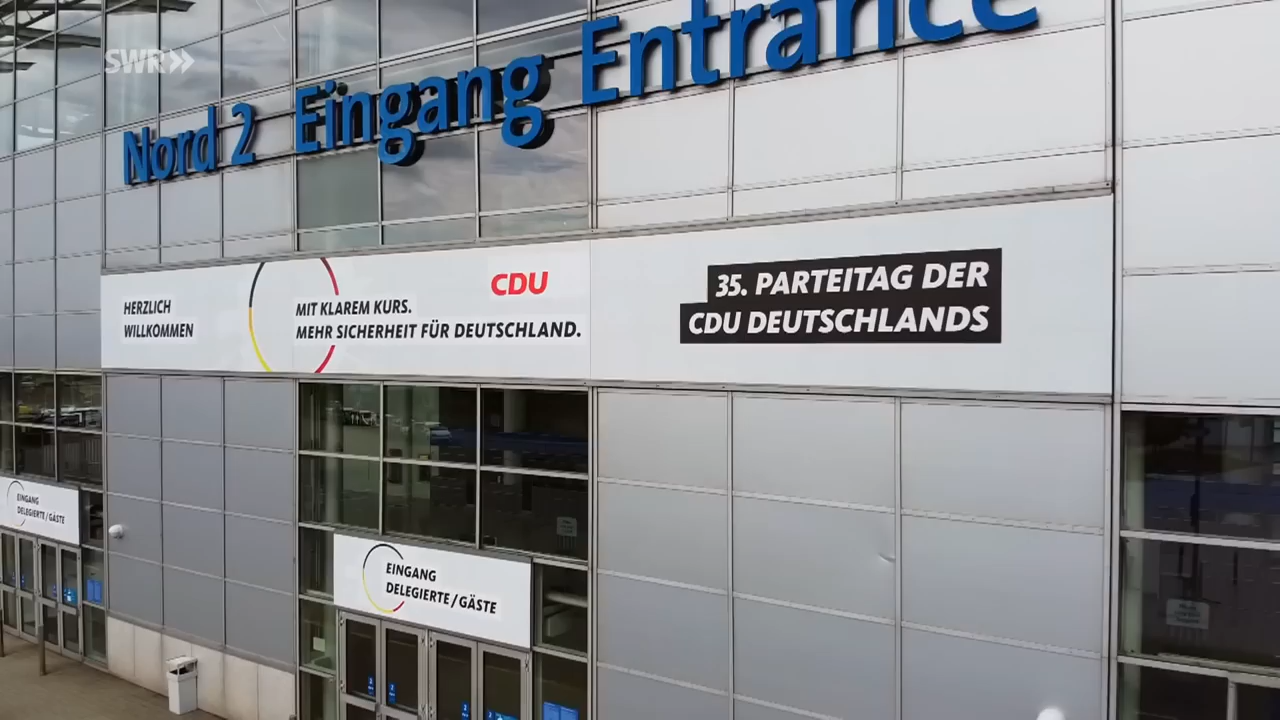 SWR
Nord 2 Eingang Entrance
HERZLICH
WILLKOMMEN
MIT KLAREM KURS.
MEHR SICHERHEIT FÜR DEUTSCHLAND.
CDU
35. PARTEITAG DER
CDU DEUTSCHLANDS
EINGANG
DELEGIERTE / GÄSTE
EINGANG
DELEGIERTE / GÄSTE